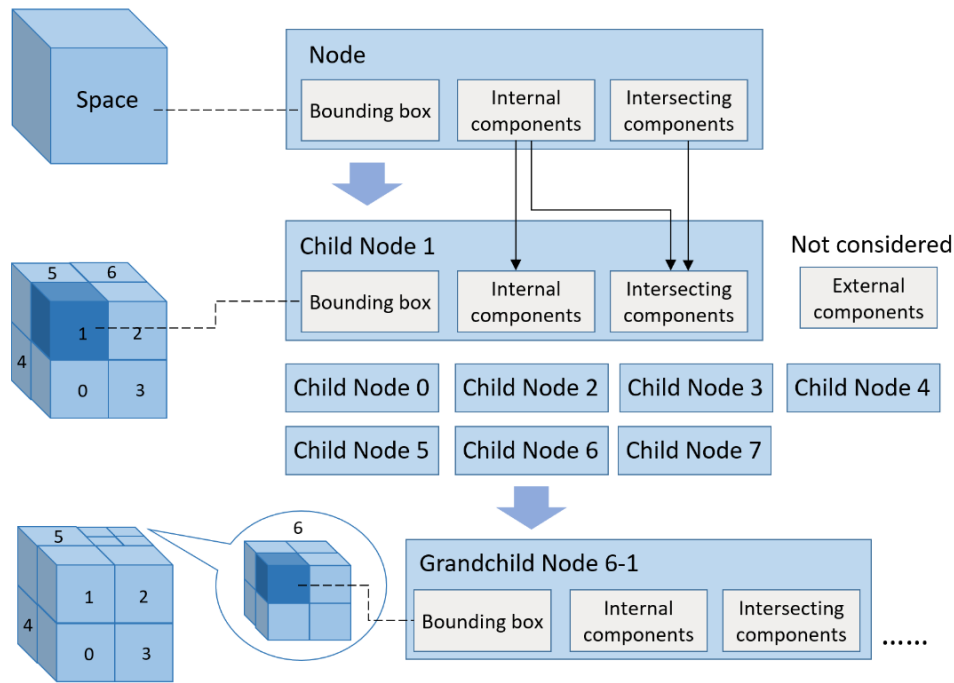 Space
Node
Bounding box
Internal
components
Intersecting
components
Child Node 1
Bounding box
Internal
components
Intersecting
components
Not considered
External
components
5
6
1
2
4
0
3
Child Node 0
Child Node 2
Child Node 3
Child Node 4
Child Node 5
Child Node 6
Child Node 7
5
1
2
4
0
3
6
Grandchild Node 6-1
Bounding box
Internal
components
Intersecting
components
......